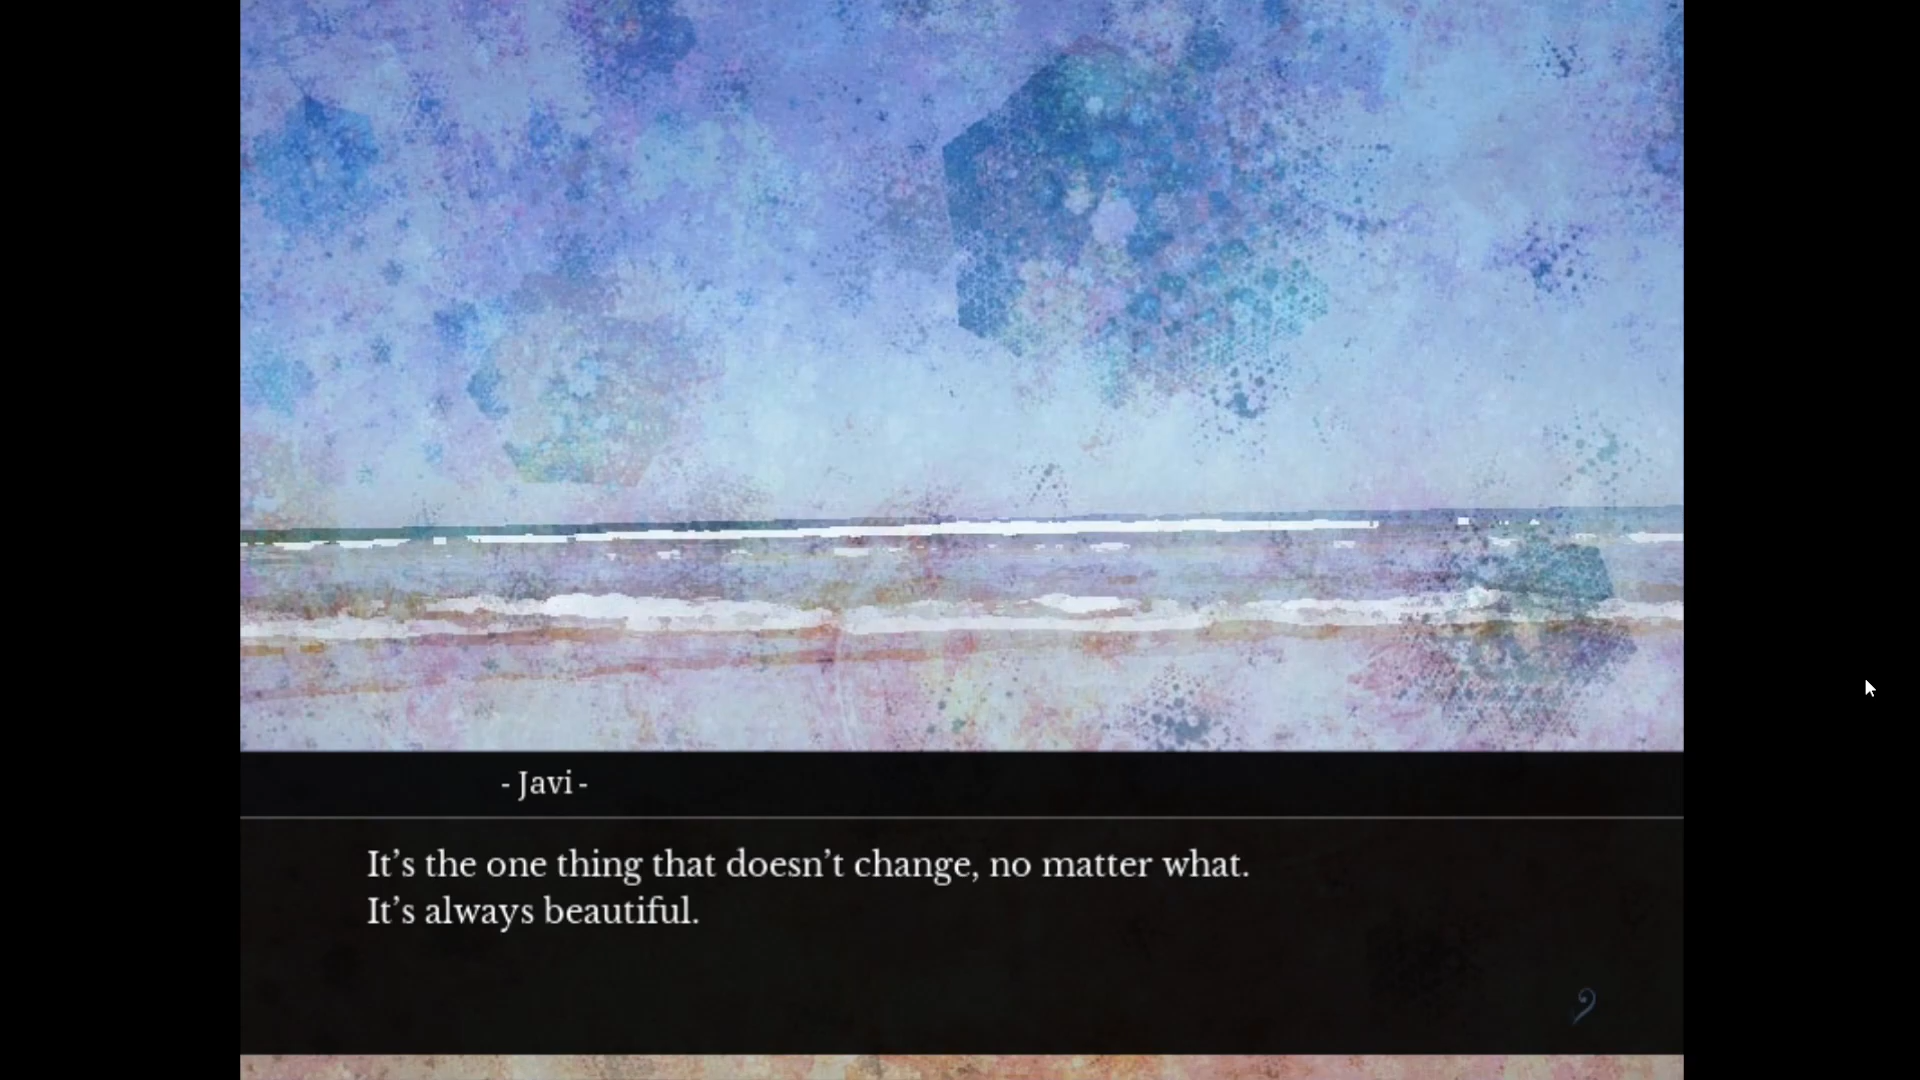 - Javi -
It’s the one thing that doesn’t change, no matter what.
It’s always beautiful.